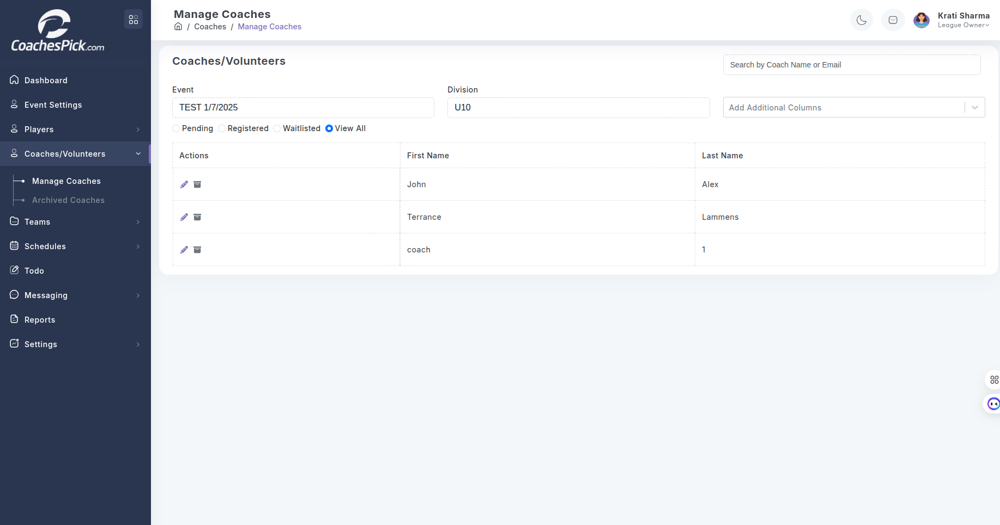 CoachesPick.com
Dashboard
Event Settings
Players
Coaches/Volunteers
Manage Coaches
Archived Coaches
Teams
Schedules
Todo
Messaging
Reports
Settings
Manage Coaches
/ Coaches / Manage Coaches
Krati Sharma
League Owner
Coaches/Volunteers
Search by Coach Name or Email
Event
Division
TEST 1/7/2025
U10
Add Additional Columns
Pending Registered Waitlisted View All
Actions First Name Last Name
John Alex
Terrance Lammens
coach 1